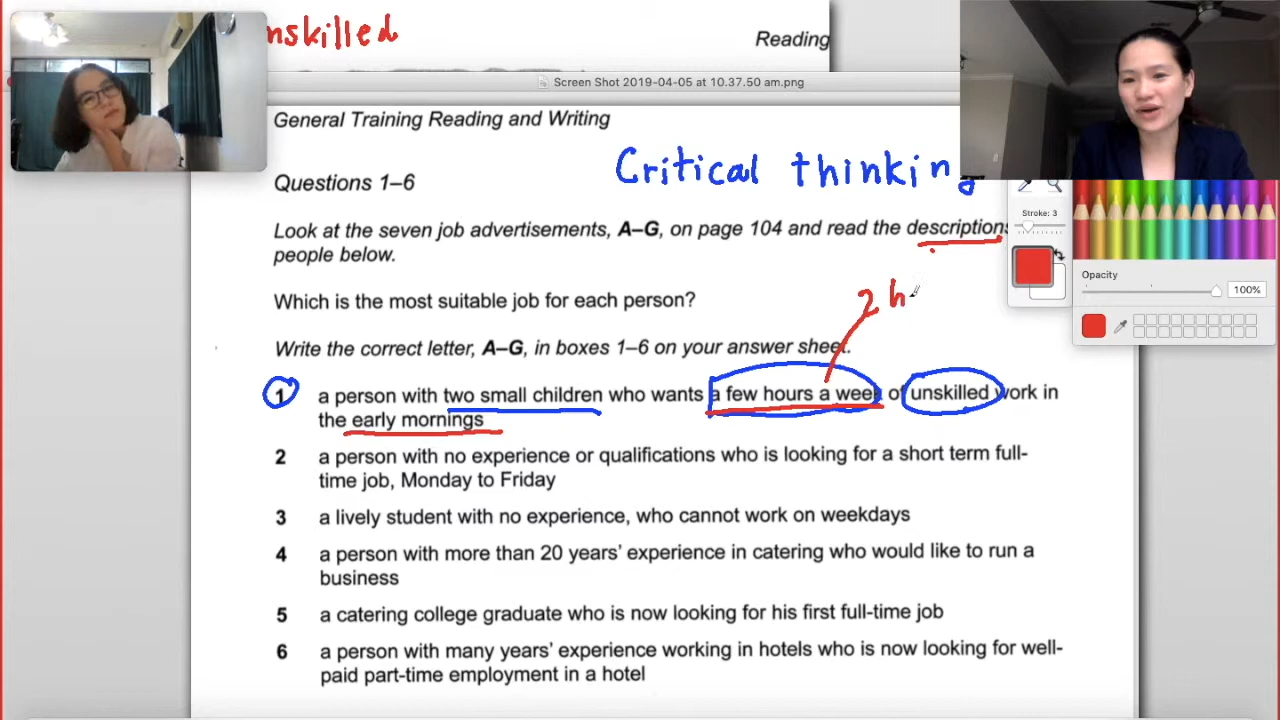 nskilled
Reading
Screen Shot 2019-04-05 at 10.37.50 am.png
General Training Reading and Writing
Critical thinking
Questions 1–6
Stroke: 3
Look at the seven job advertisements, A–G, on page 104 and read the descriptions
people below.
Opacity
100%
2 h
Which is the most suitable job for each person?
Write the correct letter, A–G, in boxes 1–6 on your answer sheet.
1 a person with two small children who wants a few hours a week of unskilled work in
the early mornings
2 a person with no experience or qualifications who is looking for a short term full-
time job, Monday to Friday
3 a lively student with no experience, who cannot work on weekdays
4 a person with more than 20 years' experience in catering who would like to run a
business
5 a catering college graduate who is now looking for his first full-time job
6 a person with many years' experience working in hotels who is now looking for well-
paid part-time employment in a hotel